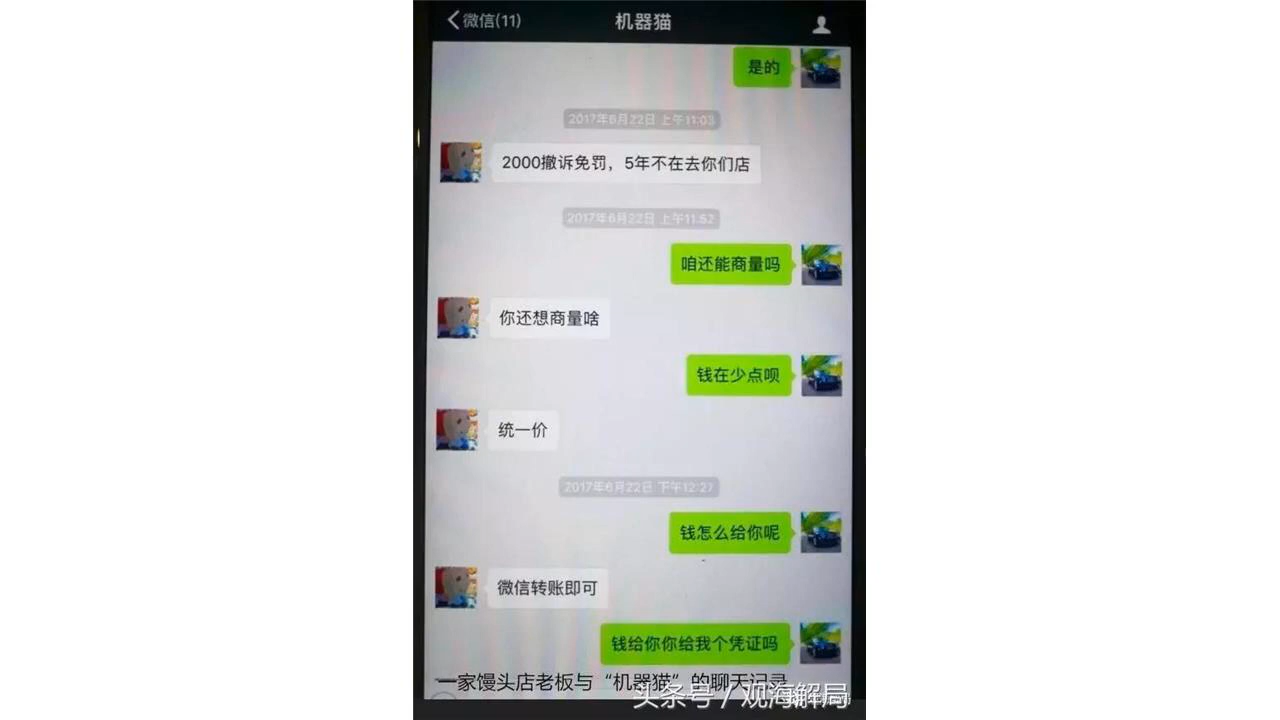 微信(11)
机器猫
是的
2017年6月22日 上午11:03
2000撤诉免罚，5年不在去你们店
2017年6月22日 上午11:52
咱还能商量吗
你还想商量啥
钱在少点呗
统一价
2017年6月22日 下午12:27
钱怎么给你呢
微信转账即可
钱给你你给我个凭证吗
一家馒头店老板与“机器猫”的聊天记录
头条号 / 观海解局